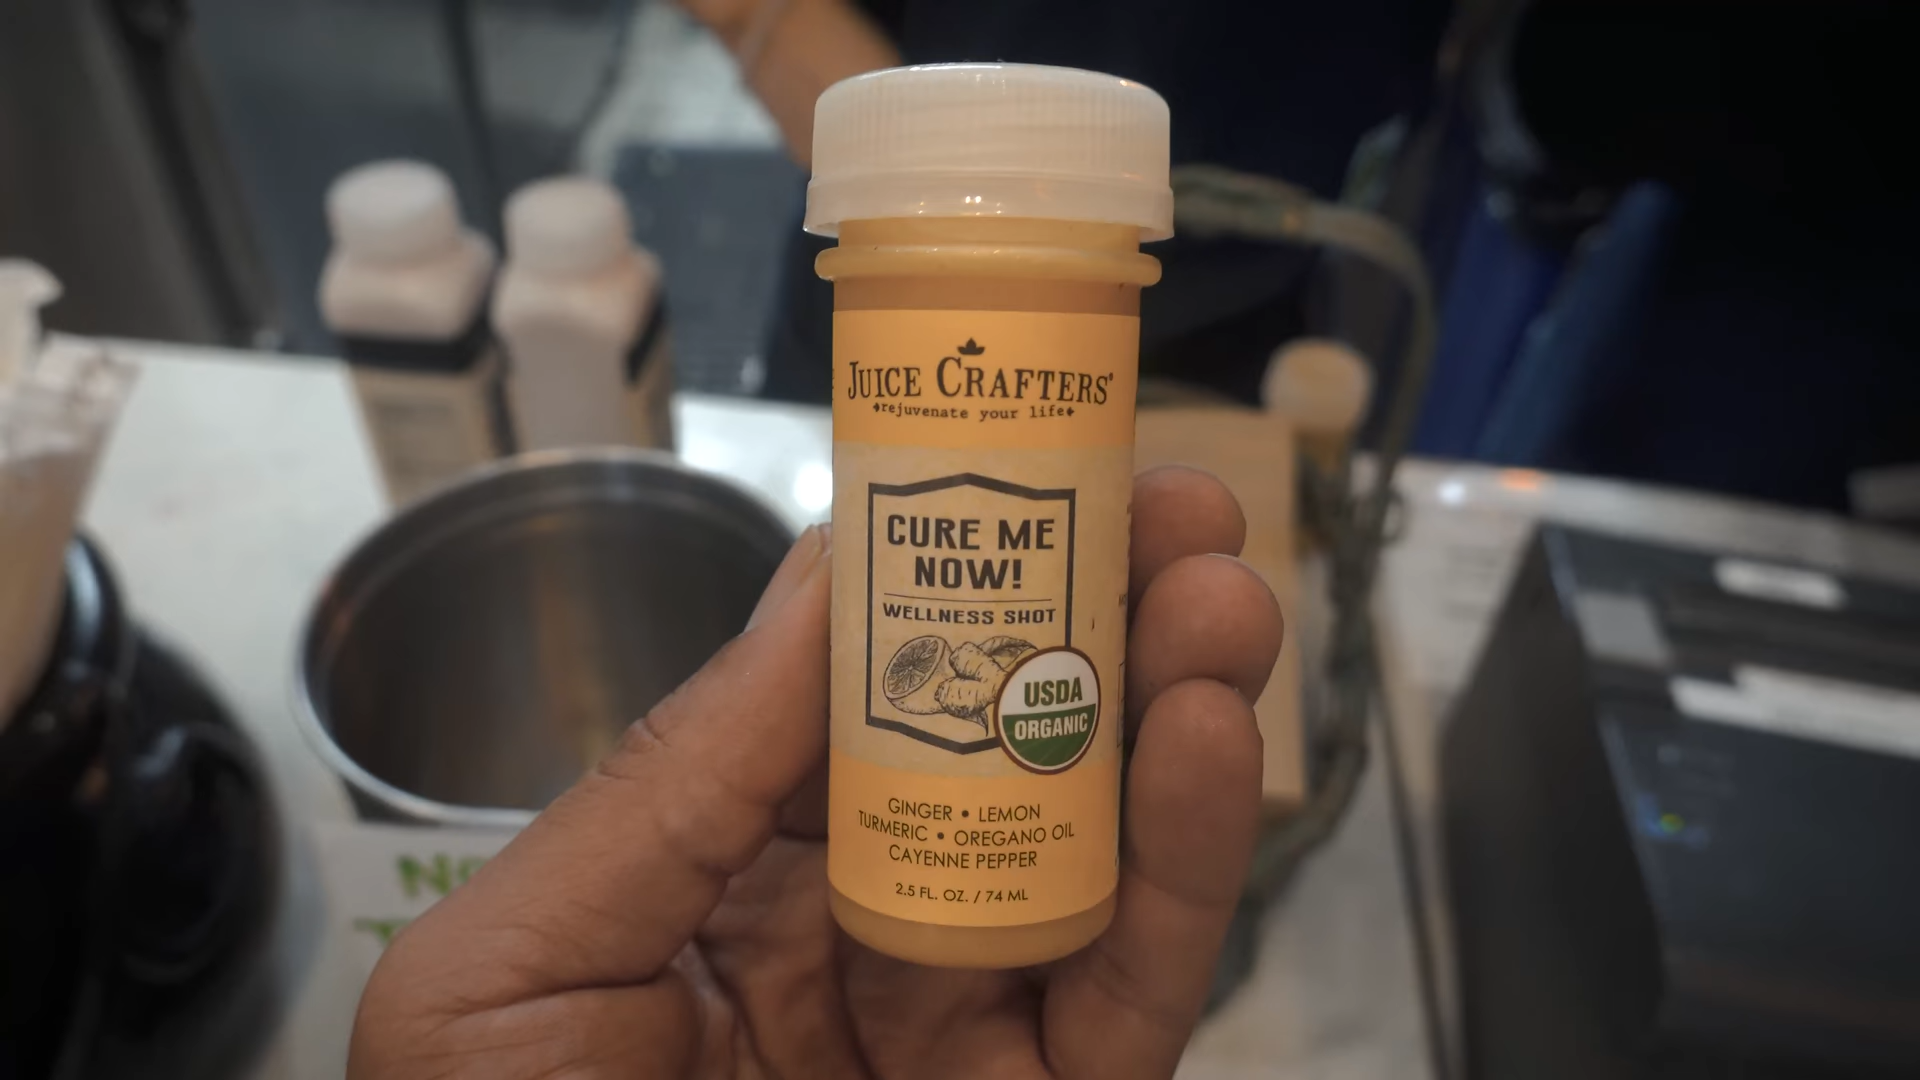 JUICE CRAFTERS®
rejuvenate your life
CURE ME
NOW!
WELLNESS SHOT
USDA
ORGANIC
GINGER • LEMON
TURMERIC • OREGANO OIL
CAYENNE PEPPER
2.5 FL. OZ. / 74 ML